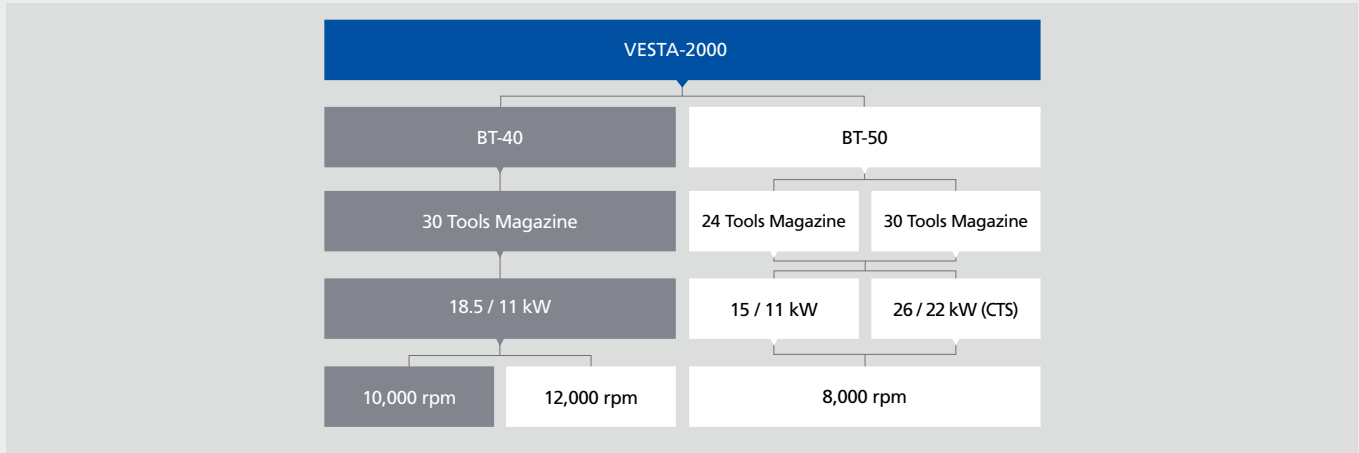 VESTA-2000
BT-40
BT-50
30 Tools Magazine
24 Tools Magazine
30 Tools Magazine
18.5 / 11 kW
15 / 11 kW
26 / 22 kW (CTS)
10,000 rpm
12,000 rpm
8,000 rpm